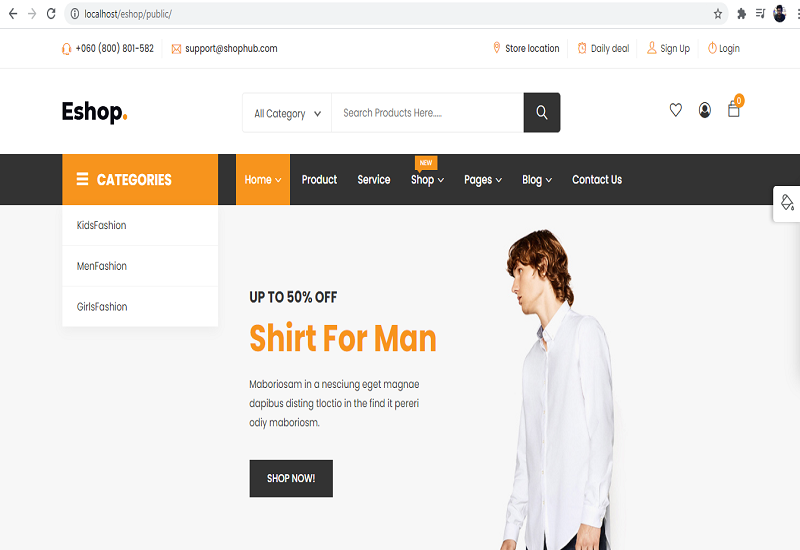 localhost/eshop/public/
+060 (800) 801-582 support@shophub.com Store location Daily deal Sign Up Login
Eshop. All Category Search Products Here..... 0
NEW
CATEGORIES Home Product Service Shop Pages Blog Contact Us
KidsFashion
MenFashion
GirlsFashion
UP TO 50% OFF
Shirt For Man
Maboriosam in a nesciung eget magnae
dapibus disting tloctio in the find it pereri
odiy maboriosm.
SHOP NOW!